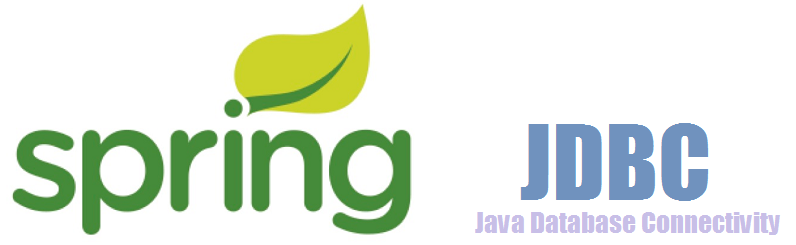 spring
JDBC
Java Database Connectivity